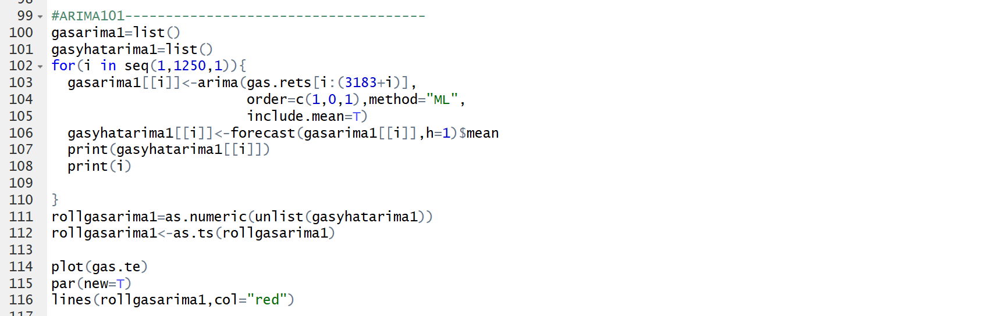 99 #ARIMA101-------------------------------------
100 gasarima1=list()
101 gasyhatarima1=list()
102 for(i in seq(1,1250,1)){
103   gasarima1[[i]]<-arima(gas.rets[i:(3183+i)],
104                         order=c(1,0,1),method="ML",
105                         include.mean=T)
106   gasyhatarima1[[i]]<-forecast(gasarima1[[i]],h=1)$mean
107   print(gasyhatarima1[[i]])
108   print(i)
109
110 }
111 rollgasarima1=as.numeric(unlist(gasyhatarima1))
112 rollgasarima1<-as.ts(rollgasarima1)
113
114 plot(gas.te)
115 par(new=T)
116 lines(rollgasarima1,col="red")